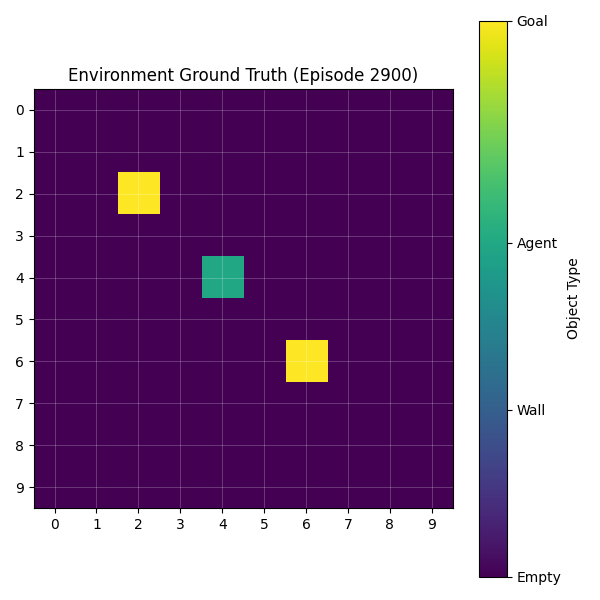 Environment Ground Truth (Episode 2900)
0
1
2
3
4
5
6
7
8
9
0 1 2 3 4 5 6 7 8 9
Goal
Agent
Wall
Empty
Object Type